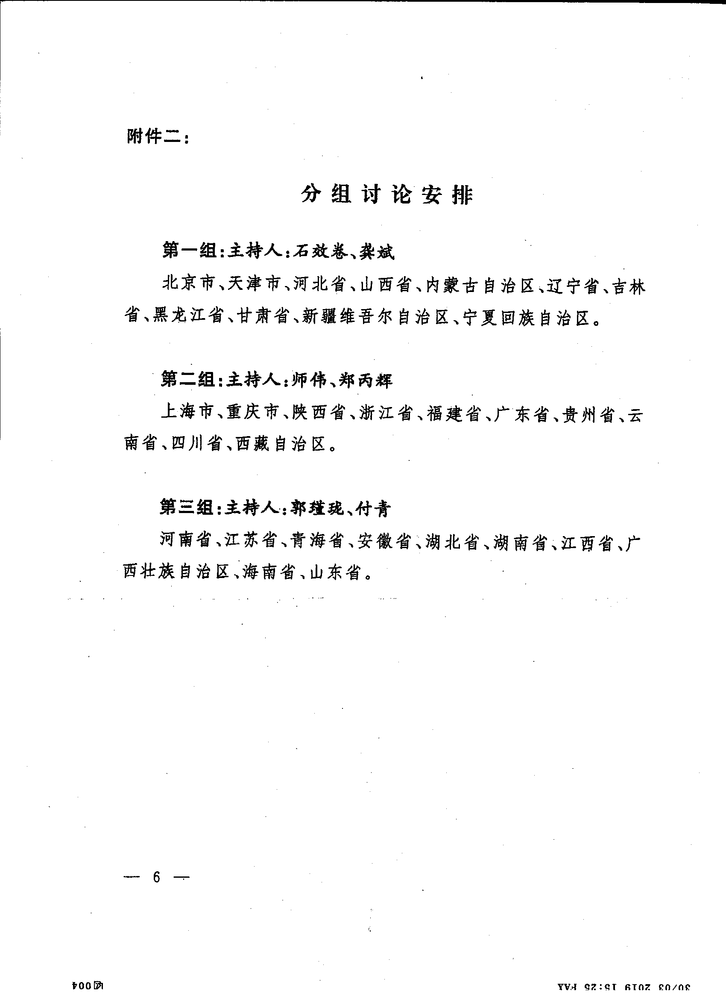 附件二：
分组讨论安排
第一组：主持人：石效卷、龚斌
北京市、天津市、河北省、山西省、内蒙古自治区、辽宁省、吉林
省、黑龙江省、甘肃省、新疆维吾尔自治区、宁夏回族自治区。
第二组：主持人：师伟、郑丙辉
上海市、重庆市、陕西省、浙江省、福建省、广东省、贵州省、云
南省、四川省、西藏自治区。
第三组：主持人：郭瑾珑、付青
河南省、江苏省、青海省、安徽省、湖北省、湖南省、江西省、广
西壮族自治区、海南省、山东省。
— 6 —
30/03 2019 15:25 FAX
004